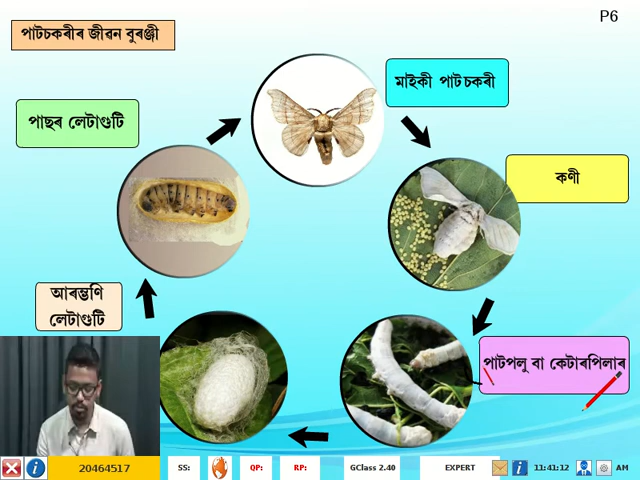 P6
পাটচকৰীৰ জীৱন বুৰঞ্জী
মাইকী পাটচকৰী
পাছৰ লেটাগুটি
কণী
আৰম্ভণি
লেটাগুটি
পাটপলু বা কেটাৰপিলাৰ
20464517
SS:
QP:
RP:
GClass 2.40
EXPERT
11:41:12
AM